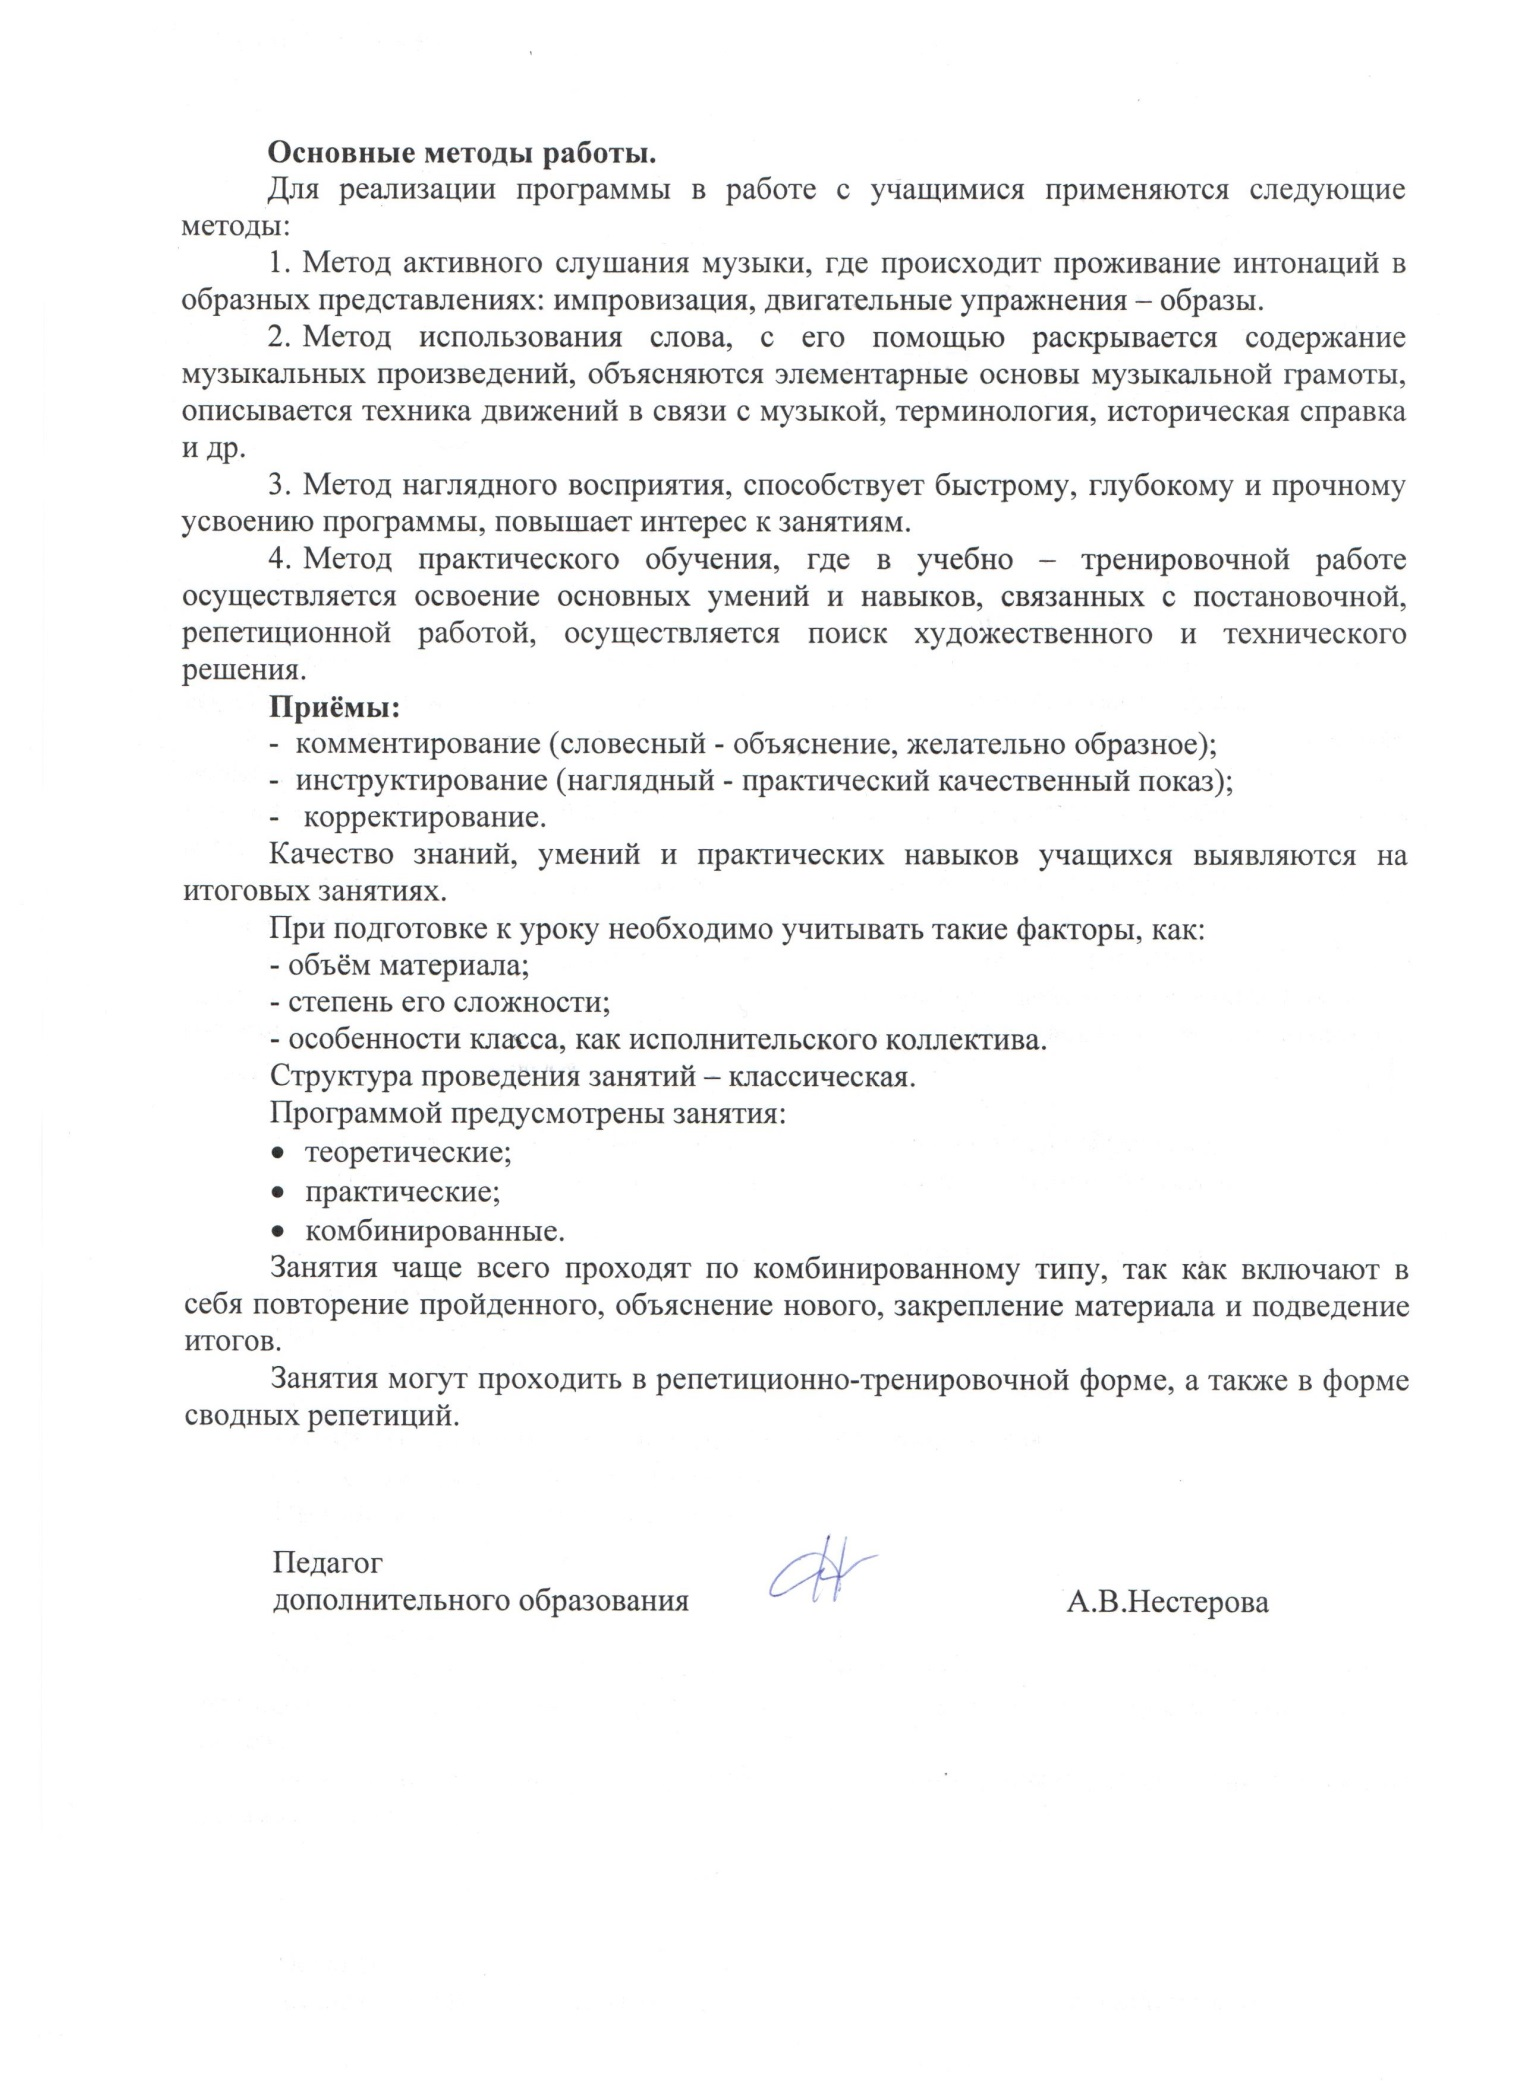 Основные методы работы.
Для реализации программы в работе с учащимися применяются следующие
методы:
1. Метод активного слушания музыки, где происходит проживание интонаций в
образных представлениях: импровизация, двигательные упражнения – образы.
2. Метод использования слова, с его помощью раскрывается содержание
музыкальных произведений, объясняются элементарные основы музыкальной грамоты,
описывается техника движений в связи с музыкой, терминология, историческая справка
и др.
3. Метод наглядного восприятия, способствует быстрому, глубокому и прочному
усвоению программы, повышает интерес к занятиям.
4. Метод практического обучения, где в учебно – тренировочной работе
осуществляется освоение основных умений и навыков, связанных с постановочной,
репетиционной работой, осуществляется поиск художественного и технического
решения.
Приёмы:
- комментирование (словесный - объяснение, желательно образное);
- инструктирование (наглядный - практический качественный показ);
- корректирование.
Качество знаний, умений и практических навыков учащихся выявляются на
итоговых занятиях.
При подготовке к уроку необходимо учитывать такие факторы, как:
- объём материала;
- степень его сложности;
- особенности класса, как исполнительского коллектива.
Структура проведения занятий – классическая.
Программой предусмотрены занятия:
• теоретические;
• практические;
• комбинированные.
Занятия чаще всего проходят по комбинированному типу, так как включают в
себя повторение пройденного, объяснение нового, закрепление материала и подведение
итогов.
Занятия могут проходить в репетиционно-тренировочной форме, а также в форме
сводных репетиций.
Педагог
дополнительного образования А.В.Нестерова